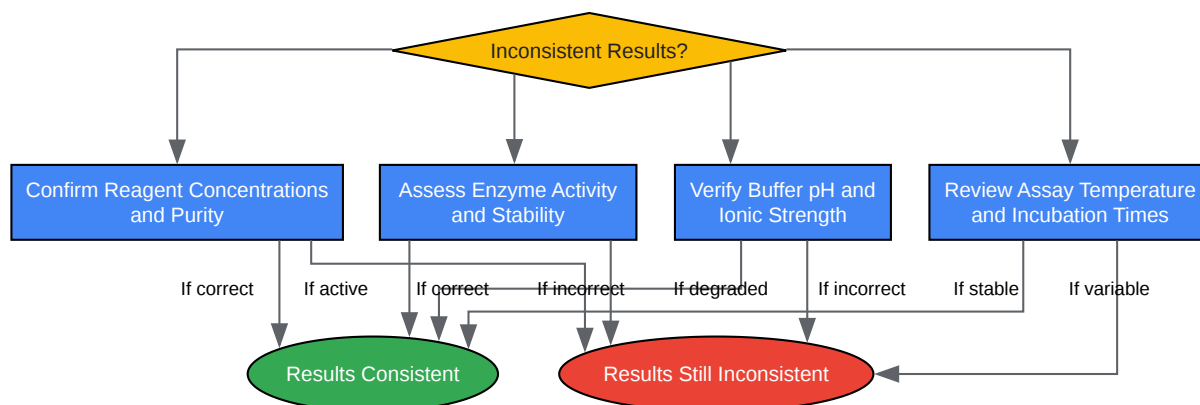 Inconsistent Results?
Confirm Reagent Concentrations
and Purity
Assess Enzyme Activity
and Stability
Verify Buffer pH and
Ionic Strength
Review Assay Temperature
and Incubation Times
If correct
If active
If correct
If incorrect
If degraded
If incorrect
If stable
If variable
Results Consistent
Results Still Inconsistent